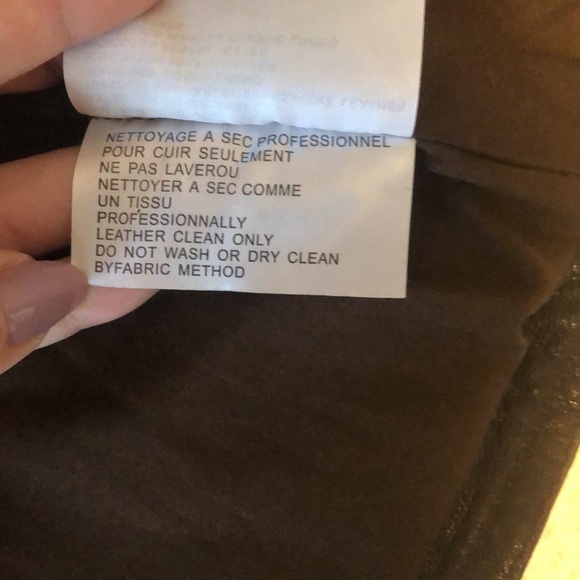 NETTOYAGE A SEC PROFESSIONNEL
POUR CUIR SEULEMENT
NE PAS LAVEROU
NETTOYER A SEC COMME
UN TISSU
PROFESSIONNALLY
LEATHER CLEAN ONLY
DO NOT WASH OR DRY CLEAN
BYFABRIC METHOD